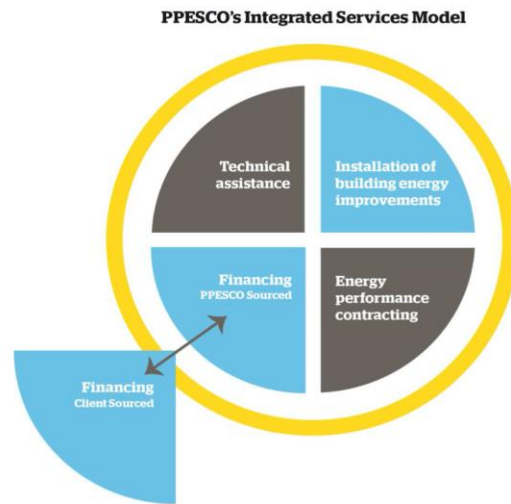 PPESCO's Integrated Services Model
Technical
assistance
Installation of
building energy
improvements
Financing
PPESCO Sourced
Energy
performance
contracting
Financing
Client Sourced